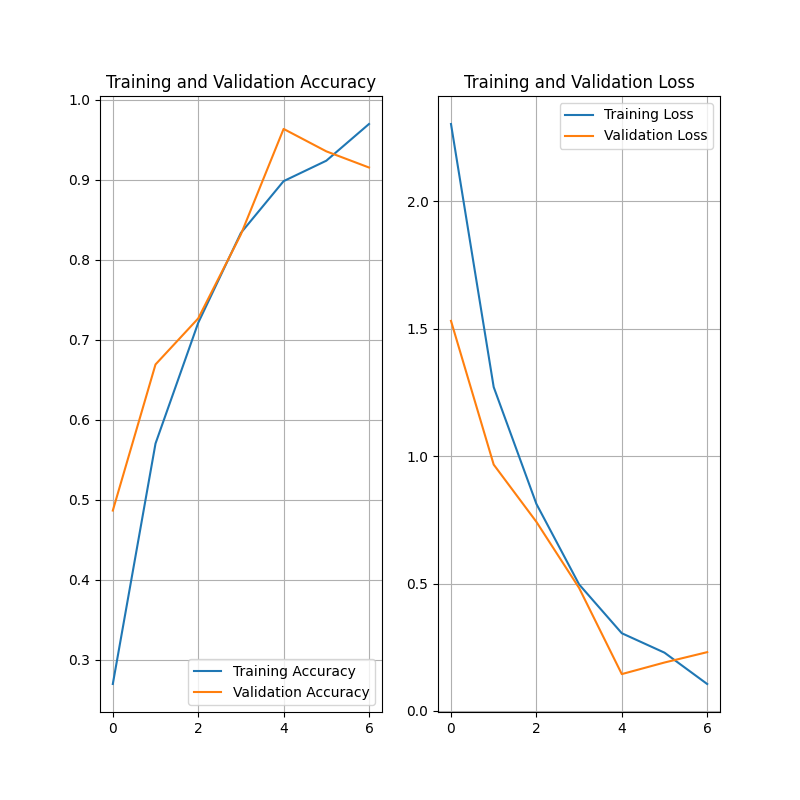 Training and Validation Accuracy
1.0
0.9
0.8
0.7
0.6
0.5
0.4
0.3
Training Accuracy
Validation Accuracy
0 2 4 6
Training and Validation Loss
Training Loss
Validation Loss
2.0
1.5
1.0
0.5
0.0
0 2 4 6